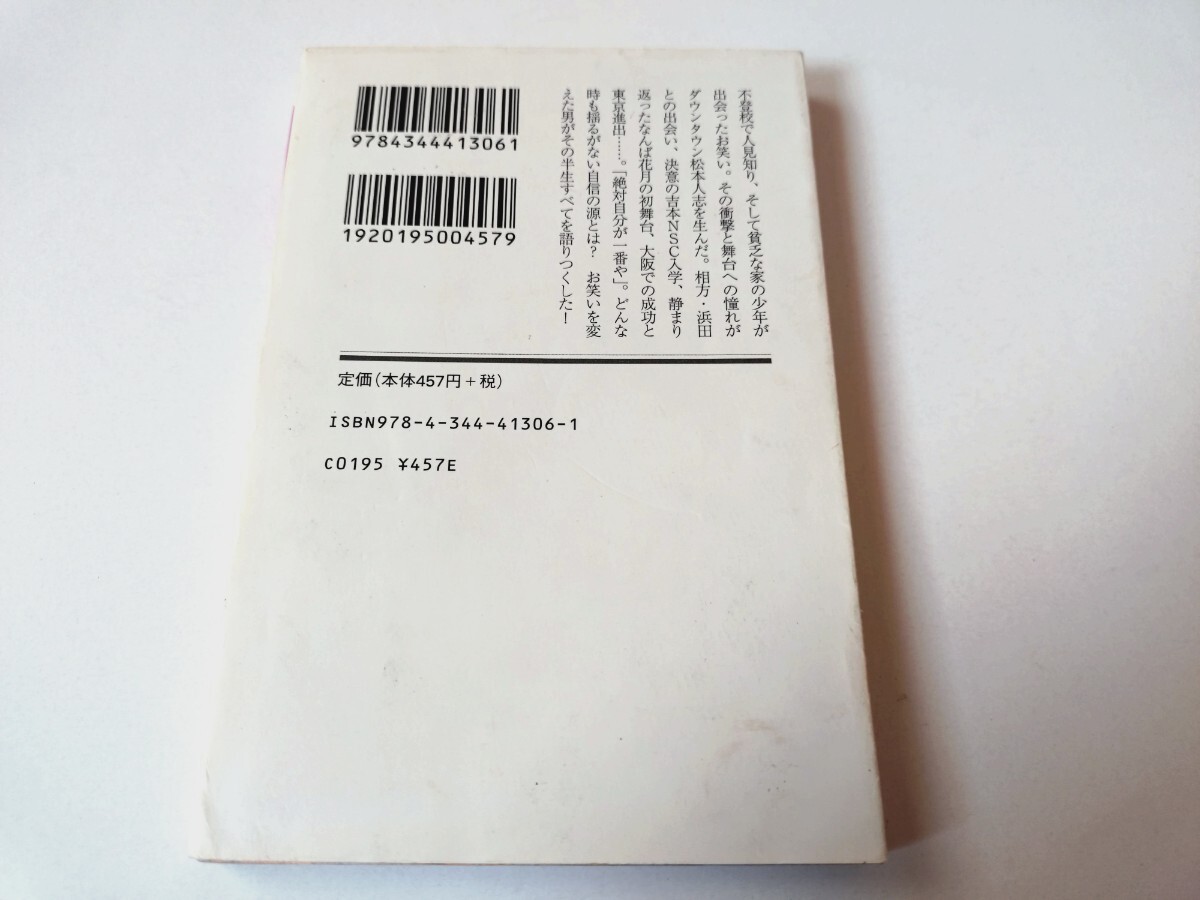 不登校で人見知り、そして貧乏な家の少年が
出会ったお笑い。その衝撃と舞台への憧れが
ダウンタウン松本人志を生んだ。相方・浜田
との出会い、決意の吉本NSC入学、静まり
返ったなんば花月の初舞台、大阪での成功と
東京進出……。「絶対自分が一番や」。どんな
時も揺るがない自信の源とは？　お笑いを変
えた男がその半生すべてを語りつくした！
9784344413061
1920195004579
定価(本体457円+税)
ISBN978-4-344-41306-1
C0195 ¥457E